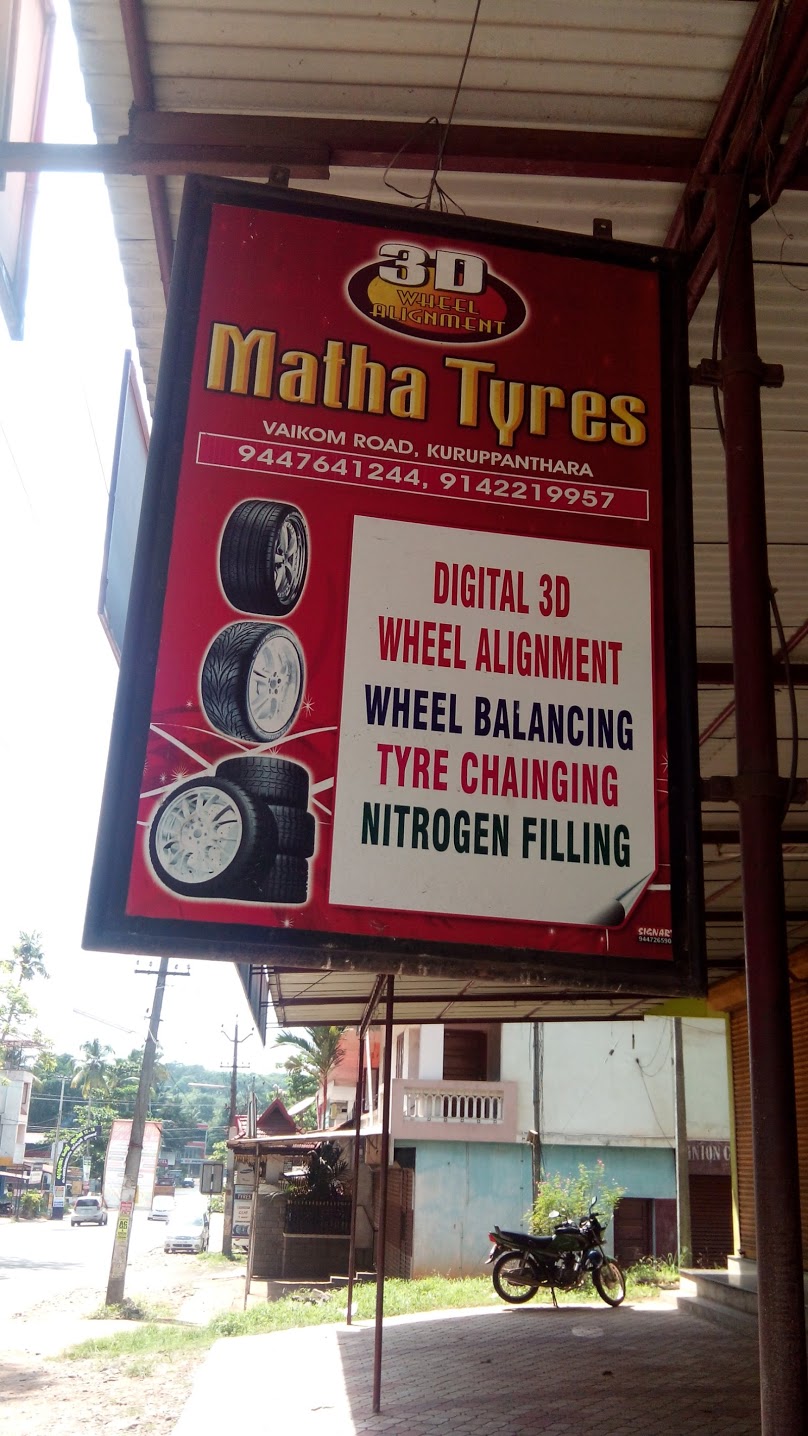 3D
WHEEL
ALIGNMENT
Matha Tyres
VAIKOM ROAD, KURUPPANTHARA
9447641244, 9142219957
DIGITAL 3D
WHEEL ALIGNMENT
WHEEL BALANCING
TYRE CHAINGING
NITROGEN FILLING